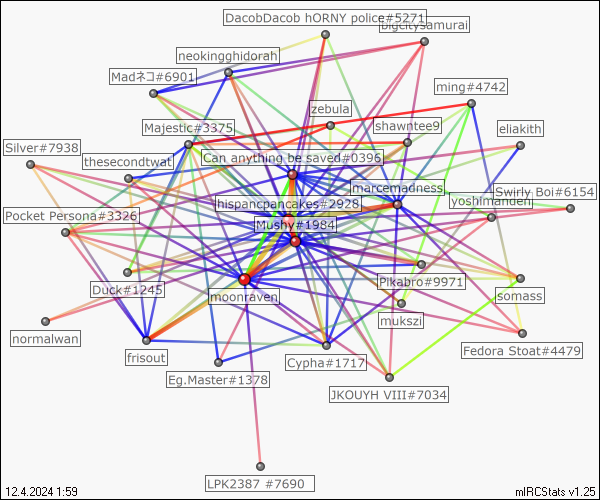 DacobDacob hORNY police#5271
bigcitysamurai
neokingghidorah
Madネコ#6901
ming#4742
zebula
Majestic#3375
shawntee9
eliakith
Silver#7938
thesecondtwat
Can anything be saved#0396
marcemadness
Swirly Boi#6154
hispancpancakes#2928
yoshimanden
Pocket Persona#3326
Mushy#1984
Duck#1245
moonraven
Pikabro#9971
somass
mukszi
normalwan
frisout
Cypha#1717
Fedora Stoat#4479
Eg.Master#1378
JKOUYH VIII#7034
LPK2387 #7690
12.4.2024 1:59
mIRCStats v1.25